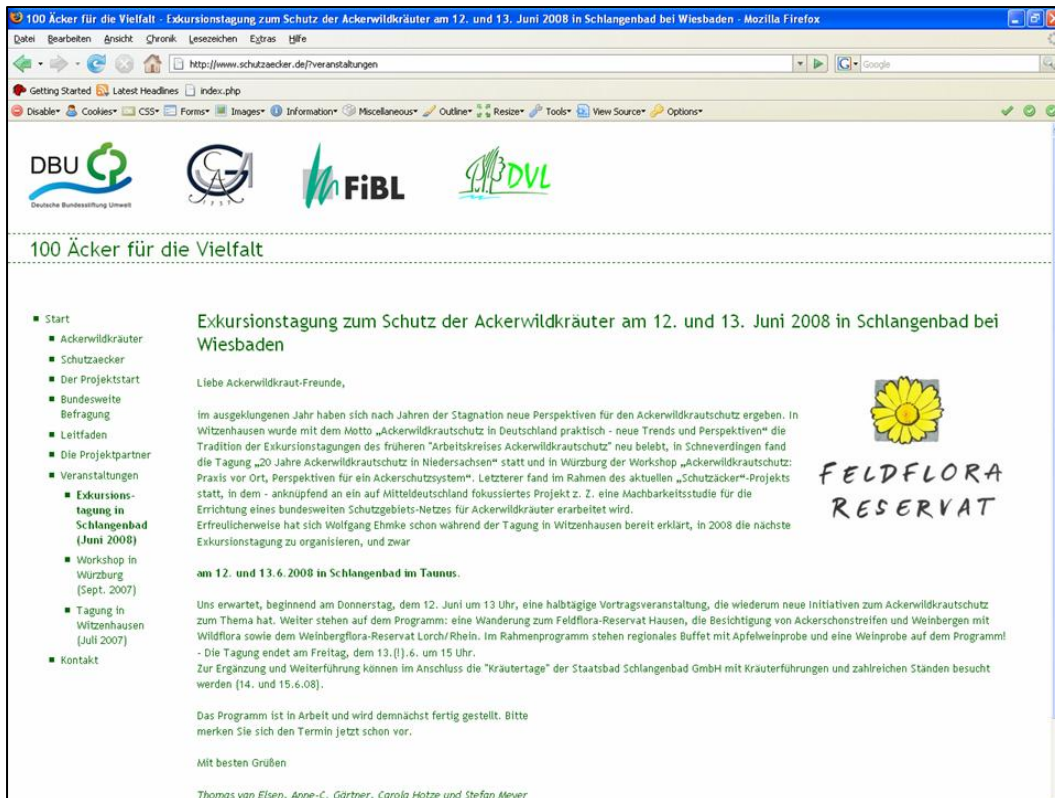 100 Äcker für die Vielfalt - Exkursionstagung zum Schutz der Ackerwildkräuter am 12. und 13. Juni 2008 in Schlangenbad bei Wiesbaden - Mozilla Firefox
Datei Bearbeiten Ansicht Chronik Lesezeichen Extras Hilfe
http://www.schutzaecker.de/?veranstaltungen
G Google
Getting Started Latest Headlines index.php
Disable Cookies CSS Forms Images Information Miscellaneous Outline Resize Tools View Source Options
DBU
Deutsche Bundesstiftung Umwelt
FiBL
DVL
100 Äcker für die Vielfalt
Start
Ackerwildkräuter
Schutzaecker
Der Projektstart
Bundesweite
Befragung
Leitfaden
Die Projektpartner
Veranstaltungen
Exkursions-
tagung in
Schlangenbad
(Juni 2008)
Workshop in
Würzburg
(Sept. 2007)
Tagung in
Witzenhausen
(Juli 2007)
Kontakt
Exkursionstagung zum Schutz der Ackerwildkräuter am 12. und 13. Juni 2008 in Schlangenbad bei
Wiesbaden
Liebe Ackerwildkraut-Freunde,
im ausgeklungenen Jahr haben sich nach Jahren der Stagnation neue Perspektiven für den Ackerwildkrautschutz ergeben. In
Witzenhausen wurde mit dem Motto „Ackerwildkrautschutz in Deutschland praktisch - neue Trends und Perspektiven“ die
Tradition der Exkursionstagungen des früheren "Arbeitskreises Ackerwildkrautschutz" neu belebt, in Schneverdingen fand
die Tagung „20 Jahre Ackerwildkrautschutz in Niedersachsen“ statt und in Würzburg der Workshop „Ackerwildkrautschutz:
Praxis vor Ort, Perspektiven für ein Ackerschutzsystem“. Letzterer fand im Rahmen des aktuellen „Schutzäcker“-Projekts
statt, in dem - anknüpfend an ein auf Mitteldeutschland fokussiertes Projekt z. Z. eine Machbarkeitsstudie für die
Errichtung eines bundesweiten Schutzgebiets-Netzes für Ackerwildkräuter erarbeitet wird.
Erfreulicherweise hat sich Wolfgang Ehmke schon während der Tagung in Witzenhausen bereit erklärt, in 2008 die nächste
Exkursionstagung zu organisieren, und zwar
FELDFLORA
RESERVAT
am 12. und 13.6.2008 in Schlangenbad im Taunus.
Uns erwartet, beginnend am Donnerstag, dem 12. Juni um 13 Uhr, eine halbtägige Vortragsveranstaltung, die wiederum neue Initiativen zum Ackerwildkrautschutz
zum Thema hat. Weiter stehen auf dem Programm: eine Wanderung zum Feldflora-Reservat Hausen, die Besichtigung von Ackerschonstreifen und Weinbergen mit
Wildflora sowie dem Weinbergflora-Reservat Lorch/Rhein. Im Rahmenprogramm stehen regionales Buffet mit Apfelweinprobe und eine Weinprobe auf dem Programm!
- Die Tagung endet am Freitag, dem 13.(!).6. um 15 Uhr.
Zur Ergänzung und Weiterführung können im Anschluss die "Kräutertage" der Staatsbad Schlangenbad GmbH mit Kräuterführungen und zahlreichen Ständen besucht
werden (14. und 15.6.08).
Das Programm ist in Arbeit und wird demnächst fertig gestellt. Bitte
merken Sie sich den Termin jetzt schon vor.
Mit besten Grüßen
Thomas van Elsen, Anne-C. Gärtner, Carola Hotze und Stefan Meyer